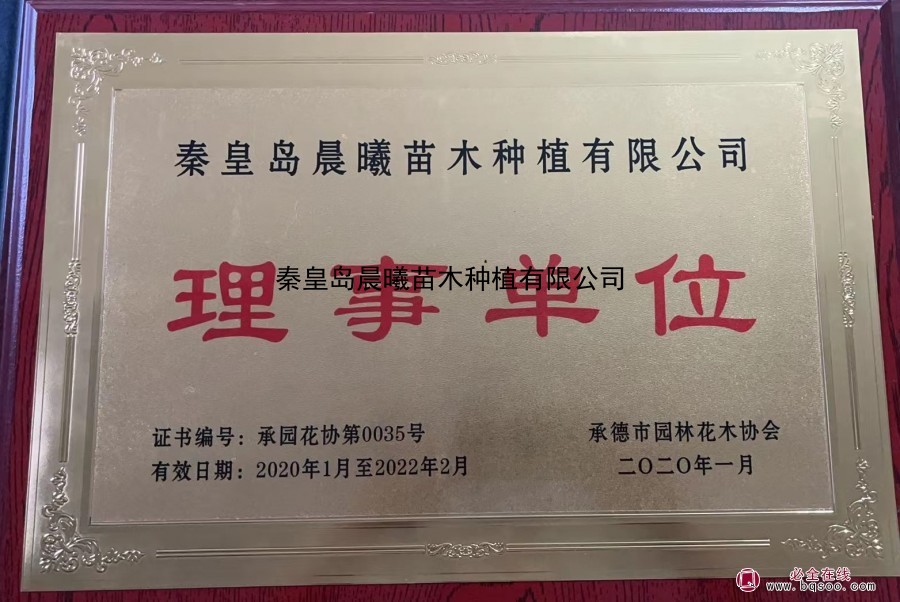 秦皇岛晨曦苗木种植有限公司
理事单位
秦皇岛晨曦苗木种植有限公司
证书编号：承园花协第0035号
有效日期：2020年1月至2022年2月
承德市园林花木协会
二〇二〇年一月
必全在线
www.bqsoo.com